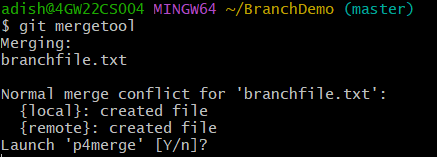 adish@4GW22CS004 MINGW64 ~/BranchDemo (master)
$ git mergetool
Merging:
branchfile.txt

Normal merge conflict for 'branchfile.txt':
  {local}: created file
  {remote}: created file
Launch 'p4merge' [Y/n]?